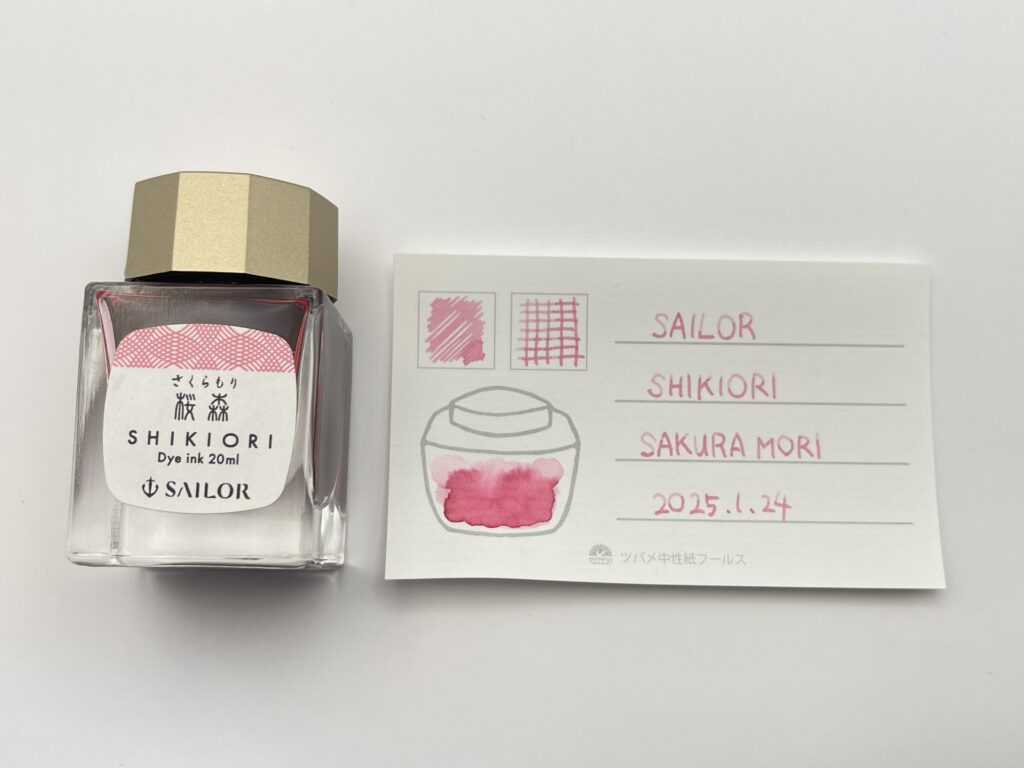 さくらもり
桜森
SHIKIORI
Dye ink 20ml
SAILOR
SAILOR
SHIKIORI
SAKURA MORI
2025.1.24
ツバメ中性紙フールス